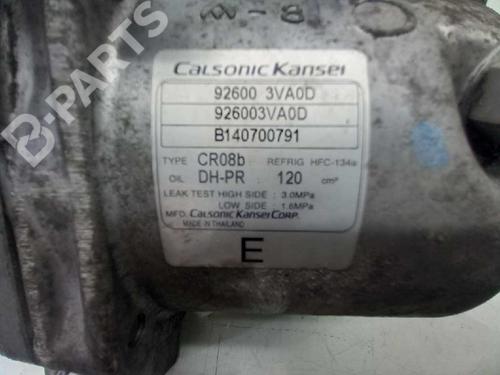 CALSONIC KANSEI
92600 3VA0D
926003VA0D
B140700791
TYPE CR08b REFRIG HFC-134a
OIL DH-PR : 120 cm³
LEAK TEST HIGH SIDE : 3.0MPa
LOW SIDE : 1.6MPa
MFD. CALSONIC KANSEI CORP.
MADE IN THAILAND
E
B-PARTS